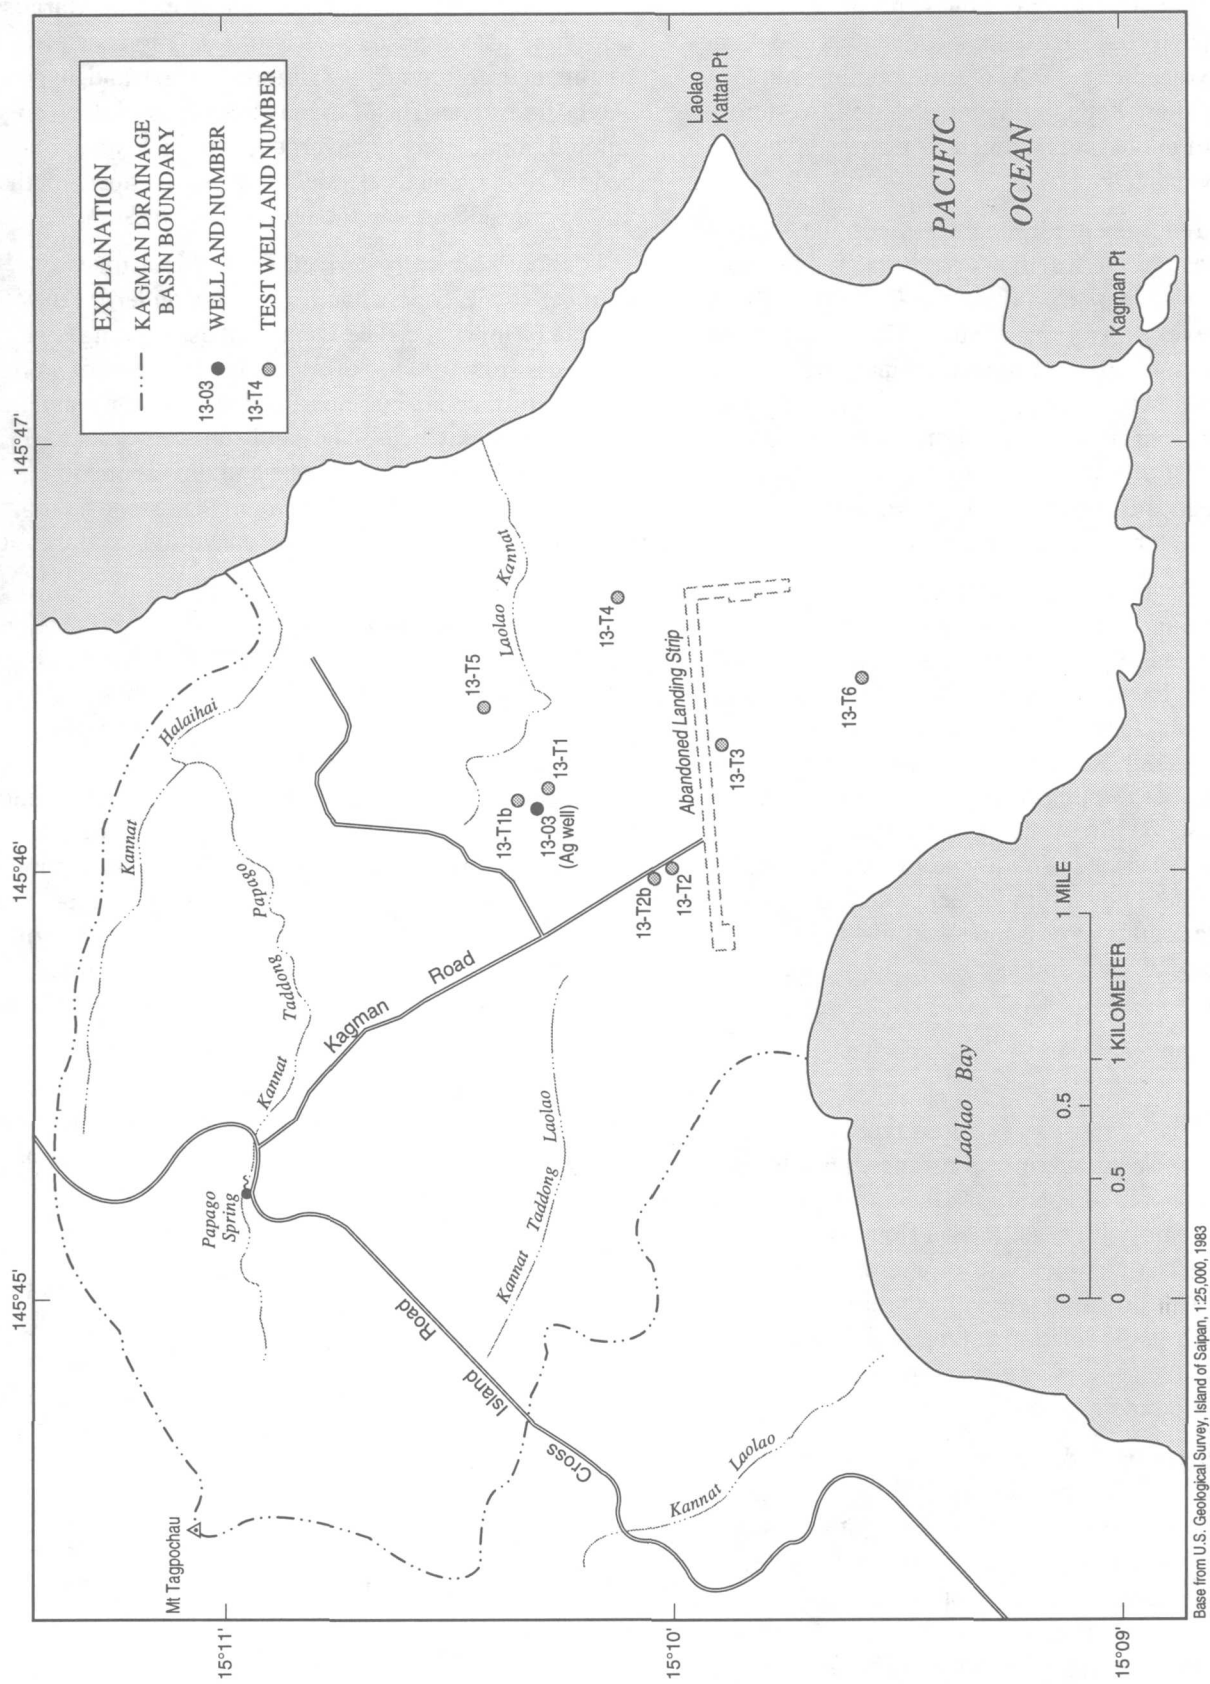 EXPLANATION
KAGMAN DRAINAGE
BASIN BOUNDARY
13-03
WELL AND NUMBER
13-T4
TEST WELL AND NUMBER
145°45'
145°46'
145°47'
15°11'
15°10'
15°09'
Mt Tagpochau
Papago
Spring
Kannat
Halaihai
Kannat
Taddong
Papago
Kagman
Road
Cross
Island
Road
Kannat
Taddong
Laolao
Kannat
Laolao
Laolao
Kannat
13-T5
13-T1b
13-T1
13-03
(Ag well)
13-T4
13-T2b
13-T2
Abandoned Landing Strip
13-T3
13-T6
Laolao
Kattan Pt
PACIFIC
OCEAN
Kagman Pt
Laolao Bay
0
0.5
1 MILE
0
0.5
1 KILOMETER
Base from U.S. Geological Survey, Island of Saipan, 1:25,000, 1983